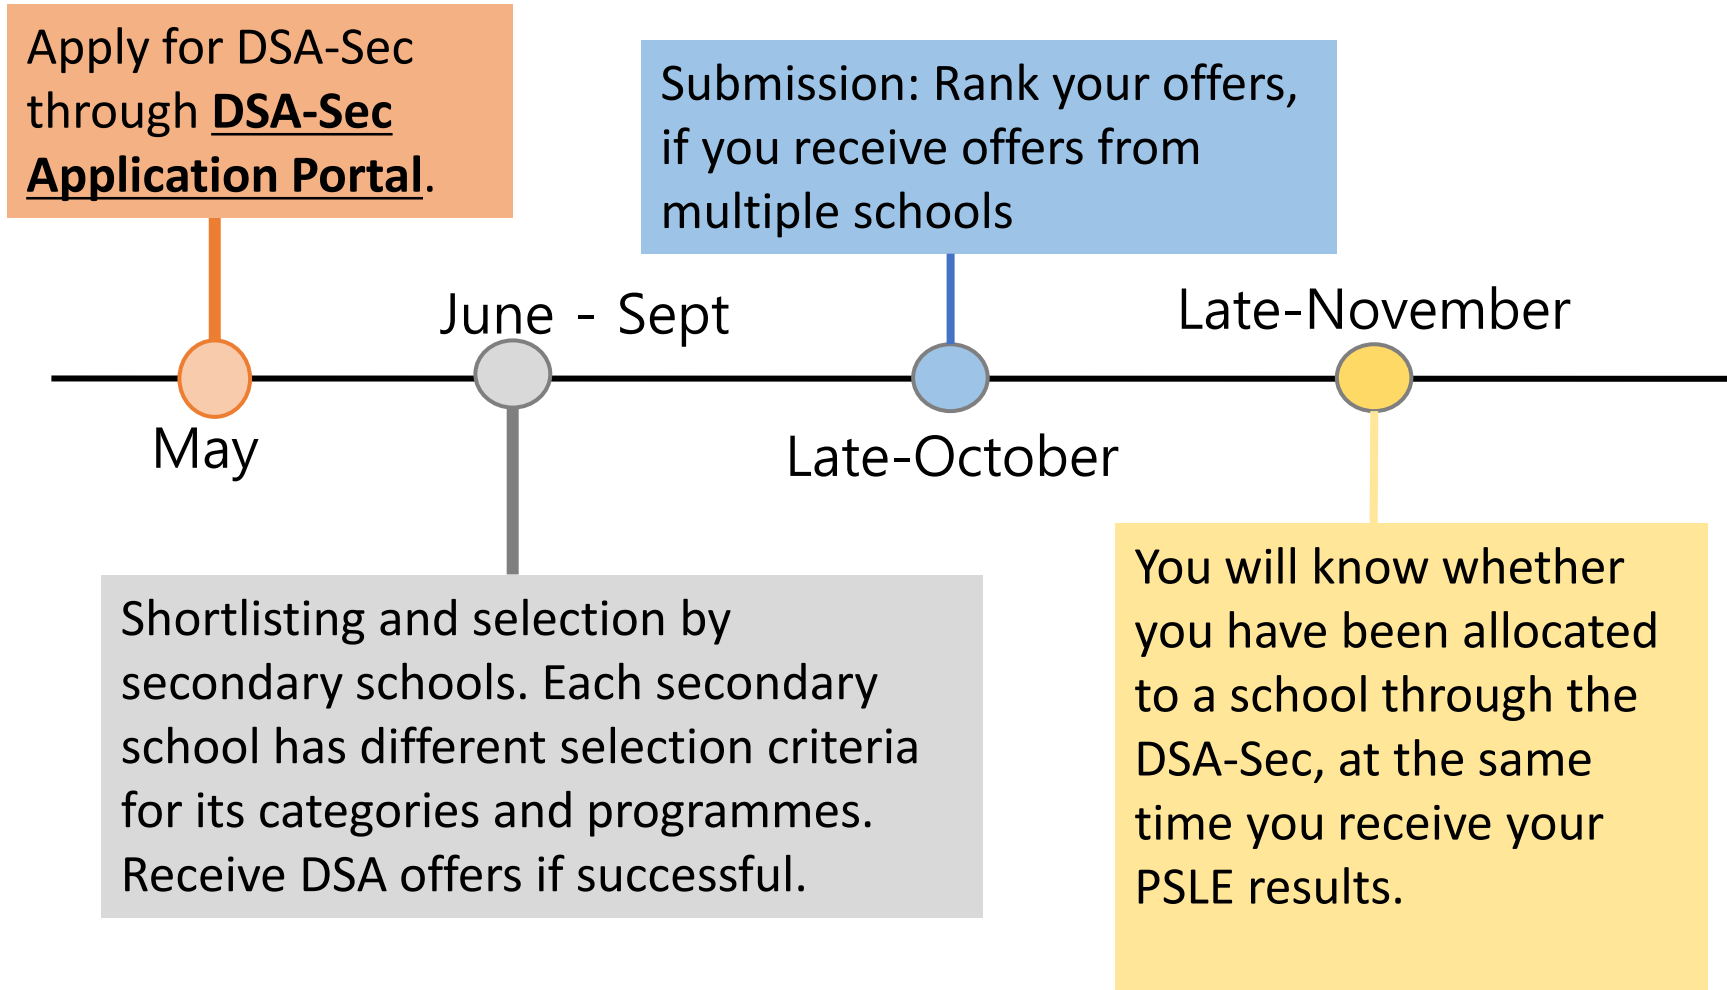 Apply for DSA-Sec
through DSA-Sec
Application Portal.
Submission: Rank your offers,
if you receive offers from
multiple schools
June - Sept
Late-November
May
Late-October
Shortlisting and selection by
secondary schools. Each secondary
school has different selection criteria
for its categories and programmes.
Receive DSA offers if successful.
You will know whether
you have been allocated
to a school through the
DSA-Sec, at the same
time you receive your
PSLE results.